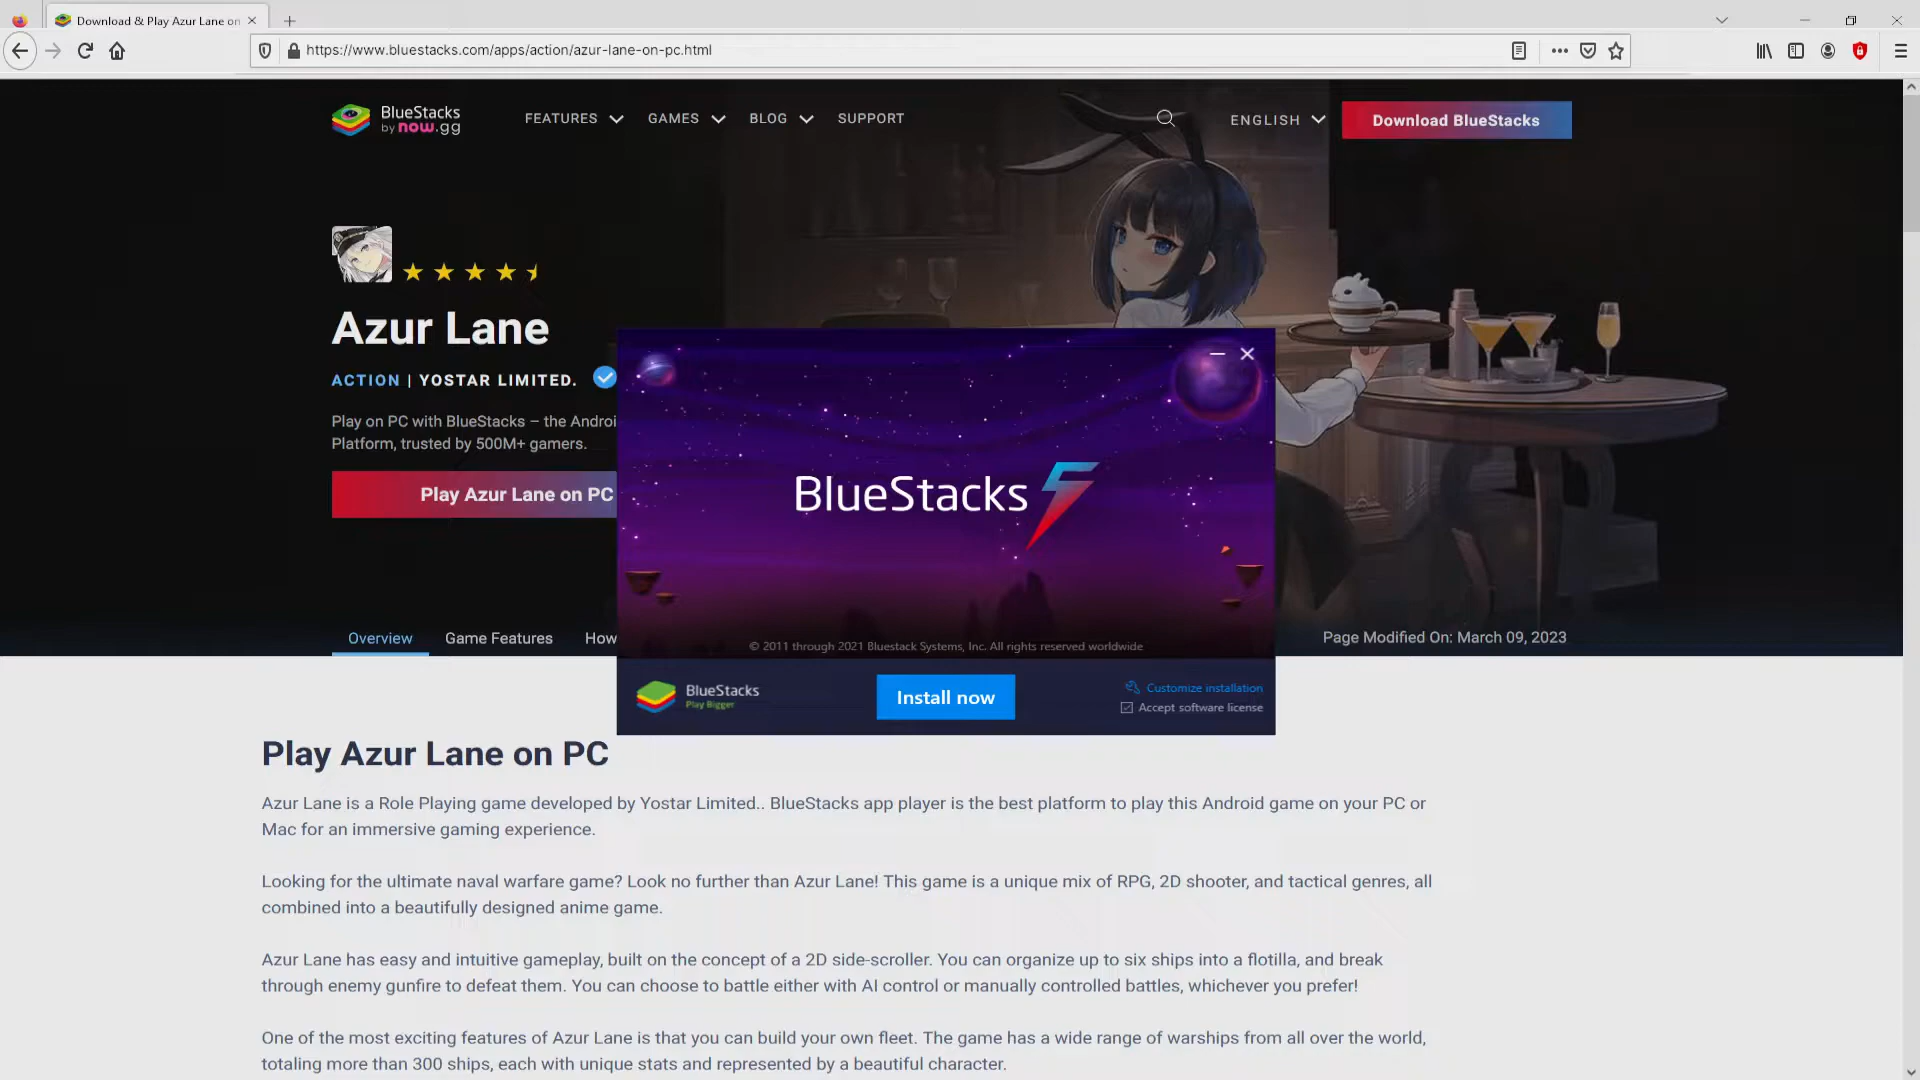 Download & Play Azur Lane on
https://www.bluestacks.com/apps/action/azur-lane-on-pc.html
BlueStacks
by now.gg
FEATURES
GAMES
BLOG
SUPPORT
ENGLISH
Download BlueStacks
Azur Lane
ACTION | YOSTAR LIMITED.
Play on PC with BlueStacks – the Androi
Platform, trusted by 500M+ gamers.
Play Azur Lane on PC
BlueStacks
© 2011 through 2021 Bluestack Systems, Inc. All rights reserved worldwide
Overview
Game Features
How
Page Modified On: March 09, 2023
BlueStacks
Play Bigger
Install now
Customize installation
Accept software license
Play Azur Lane on PC
Azur Lane is a Role Playing game developed by Yostar Limited.. BlueStacks app player is the best platform to play this Android game on your PC or
Mac for an immersive gaming experience.
Looking for the ultimate naval warfare game? Look no further than Azur Lane! This game is a unique mix of RPG, 2D shooter, and tactical genres, all
combined into a beautifully designed anime game.
Azur Lane has easy and intuitive gameplay, built on the concept of a 2D side-scroller. You can organize up to six ships into a flotilla, and break
through enemy gunfire to defeat them. You can choose to battle either with AI control or manually controlled battles, whichever you prefer!
One of the most exciting features of Azur Lane is that you can build your own fleet. The game has a wide range of warships from all over the world,
totaling more than 300 ships, each with unique stats and represented by a beautiful character.